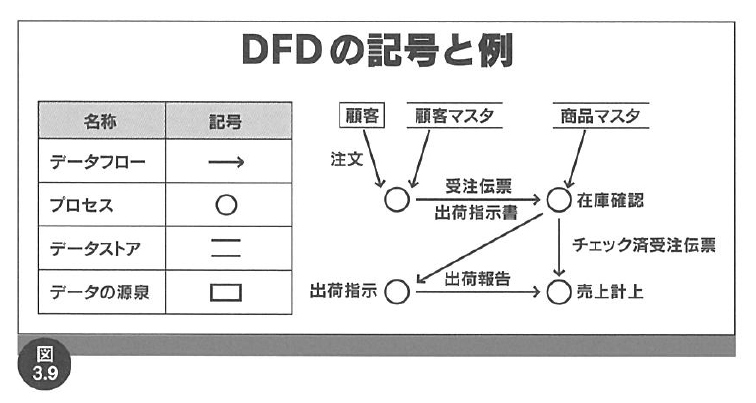 DFDの記号と例
名称 記号
データフロー
プロセス
データストア
データの源泉
顧客 顧客マスタ 商品マスタ
注文
受注伝票
出荷指示書
在庫確認
チェック済受注伝票
出荷指示
出荷報告
売上計上
図
3.9